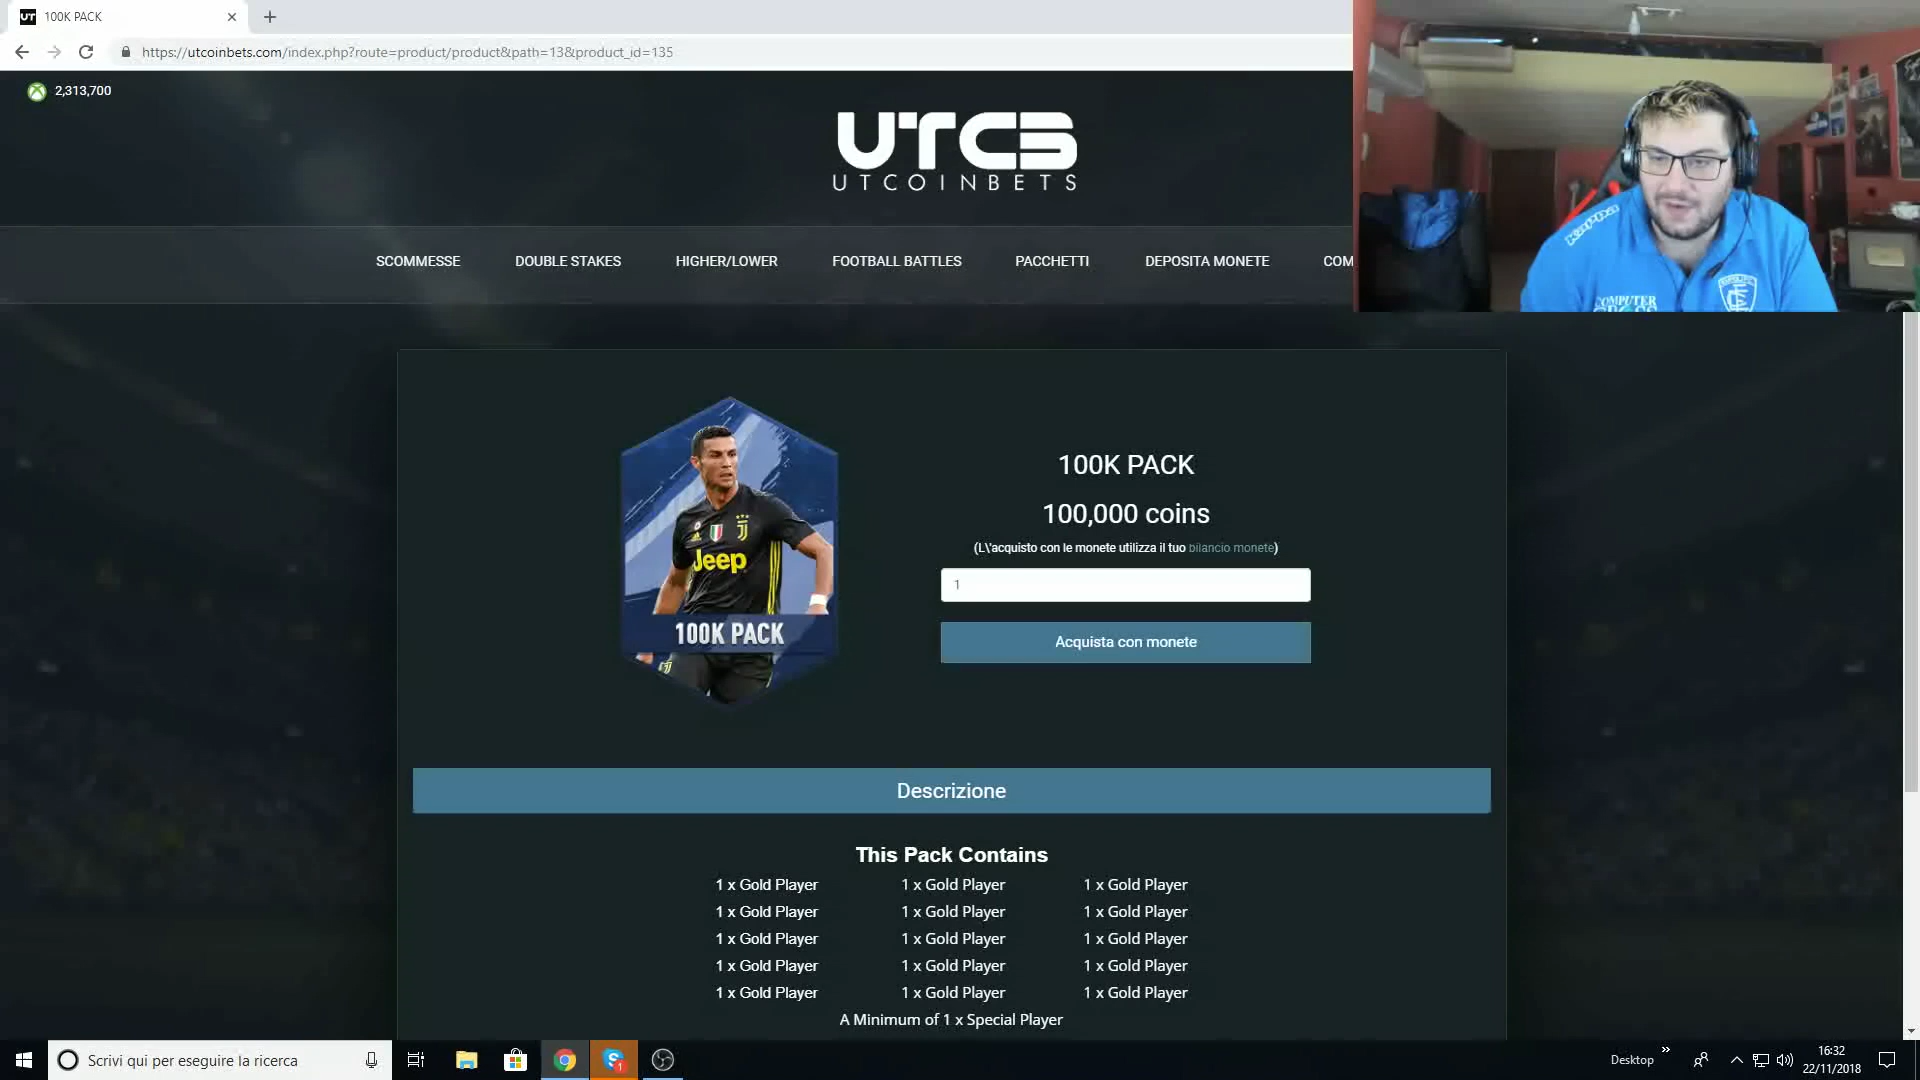 100K PACK
https://utcoinbets.com/index.php?route=product/product&path=13&product_id=135
2,313,700
UTCB
UTCOINBETS
SCOMMESSE DOUBLE STAKES HIGHER/LOWER FOOTBALL BATTLES PACCHETTI DEPOSITA MONETE COM
Kappa
COMPUTER
Jeep
100K PACK
100K PACK
100,000 coins
(L\'acquisto con le monete utilizza il tuo bilancio monete)
1
Acquista con monete
Descrizione
This Pack Contains
1 x Gold Player 1 x Gold Player 1 x Gold Player
1 x Gold Player 1 x Gold Player 1 x Gold Player
1 x Gold Player 1 x Gold Player 1 x Gold Player
1 x Gold Player 1 x Gold Player 1 x Gold Player
1 x Gold Player 1 x Gold Player 1 x Gold Player
A Minimum of 1 x Special Player
Scrivi qui per eseguire la ricerca
Desktop
16:32
22/11/2018